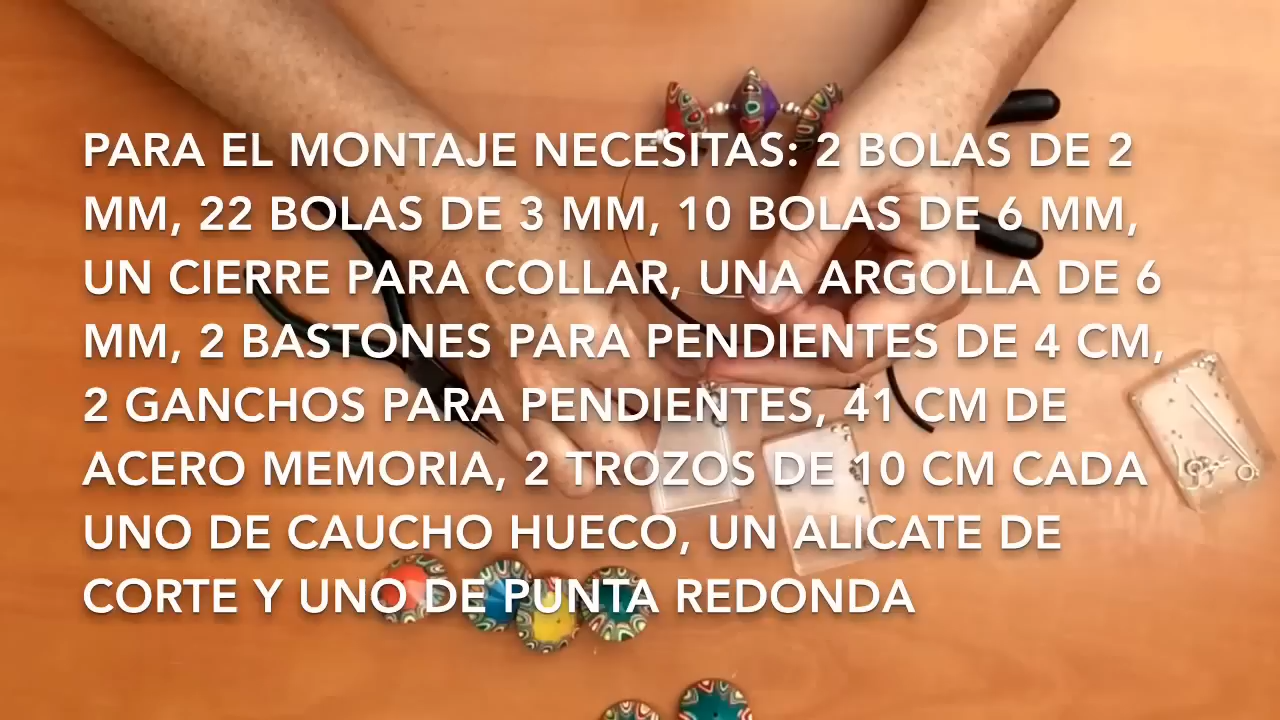 PARA EL MONTAJE NECESITAS: 2 BOLAS DE 2
MM, 22 BOLAS DE 3 MM, 10 BOLAS DE 6 MM,
UN CIERRE PARA COLLAR, UNA ARGOLLA DE 6
MM, 2 BASTONES PARA PENDIENTES DE 4 CM,
2 GANCHOS PARA PENDIENTES, 41 CM DE
ACERO MEMORIA, 2 TROZOS DE 10 CM CADA
UNO DE CAUCHO HUECO, UN ALICATE DE
CORTE Y UNO DE PUNTA REDONDA